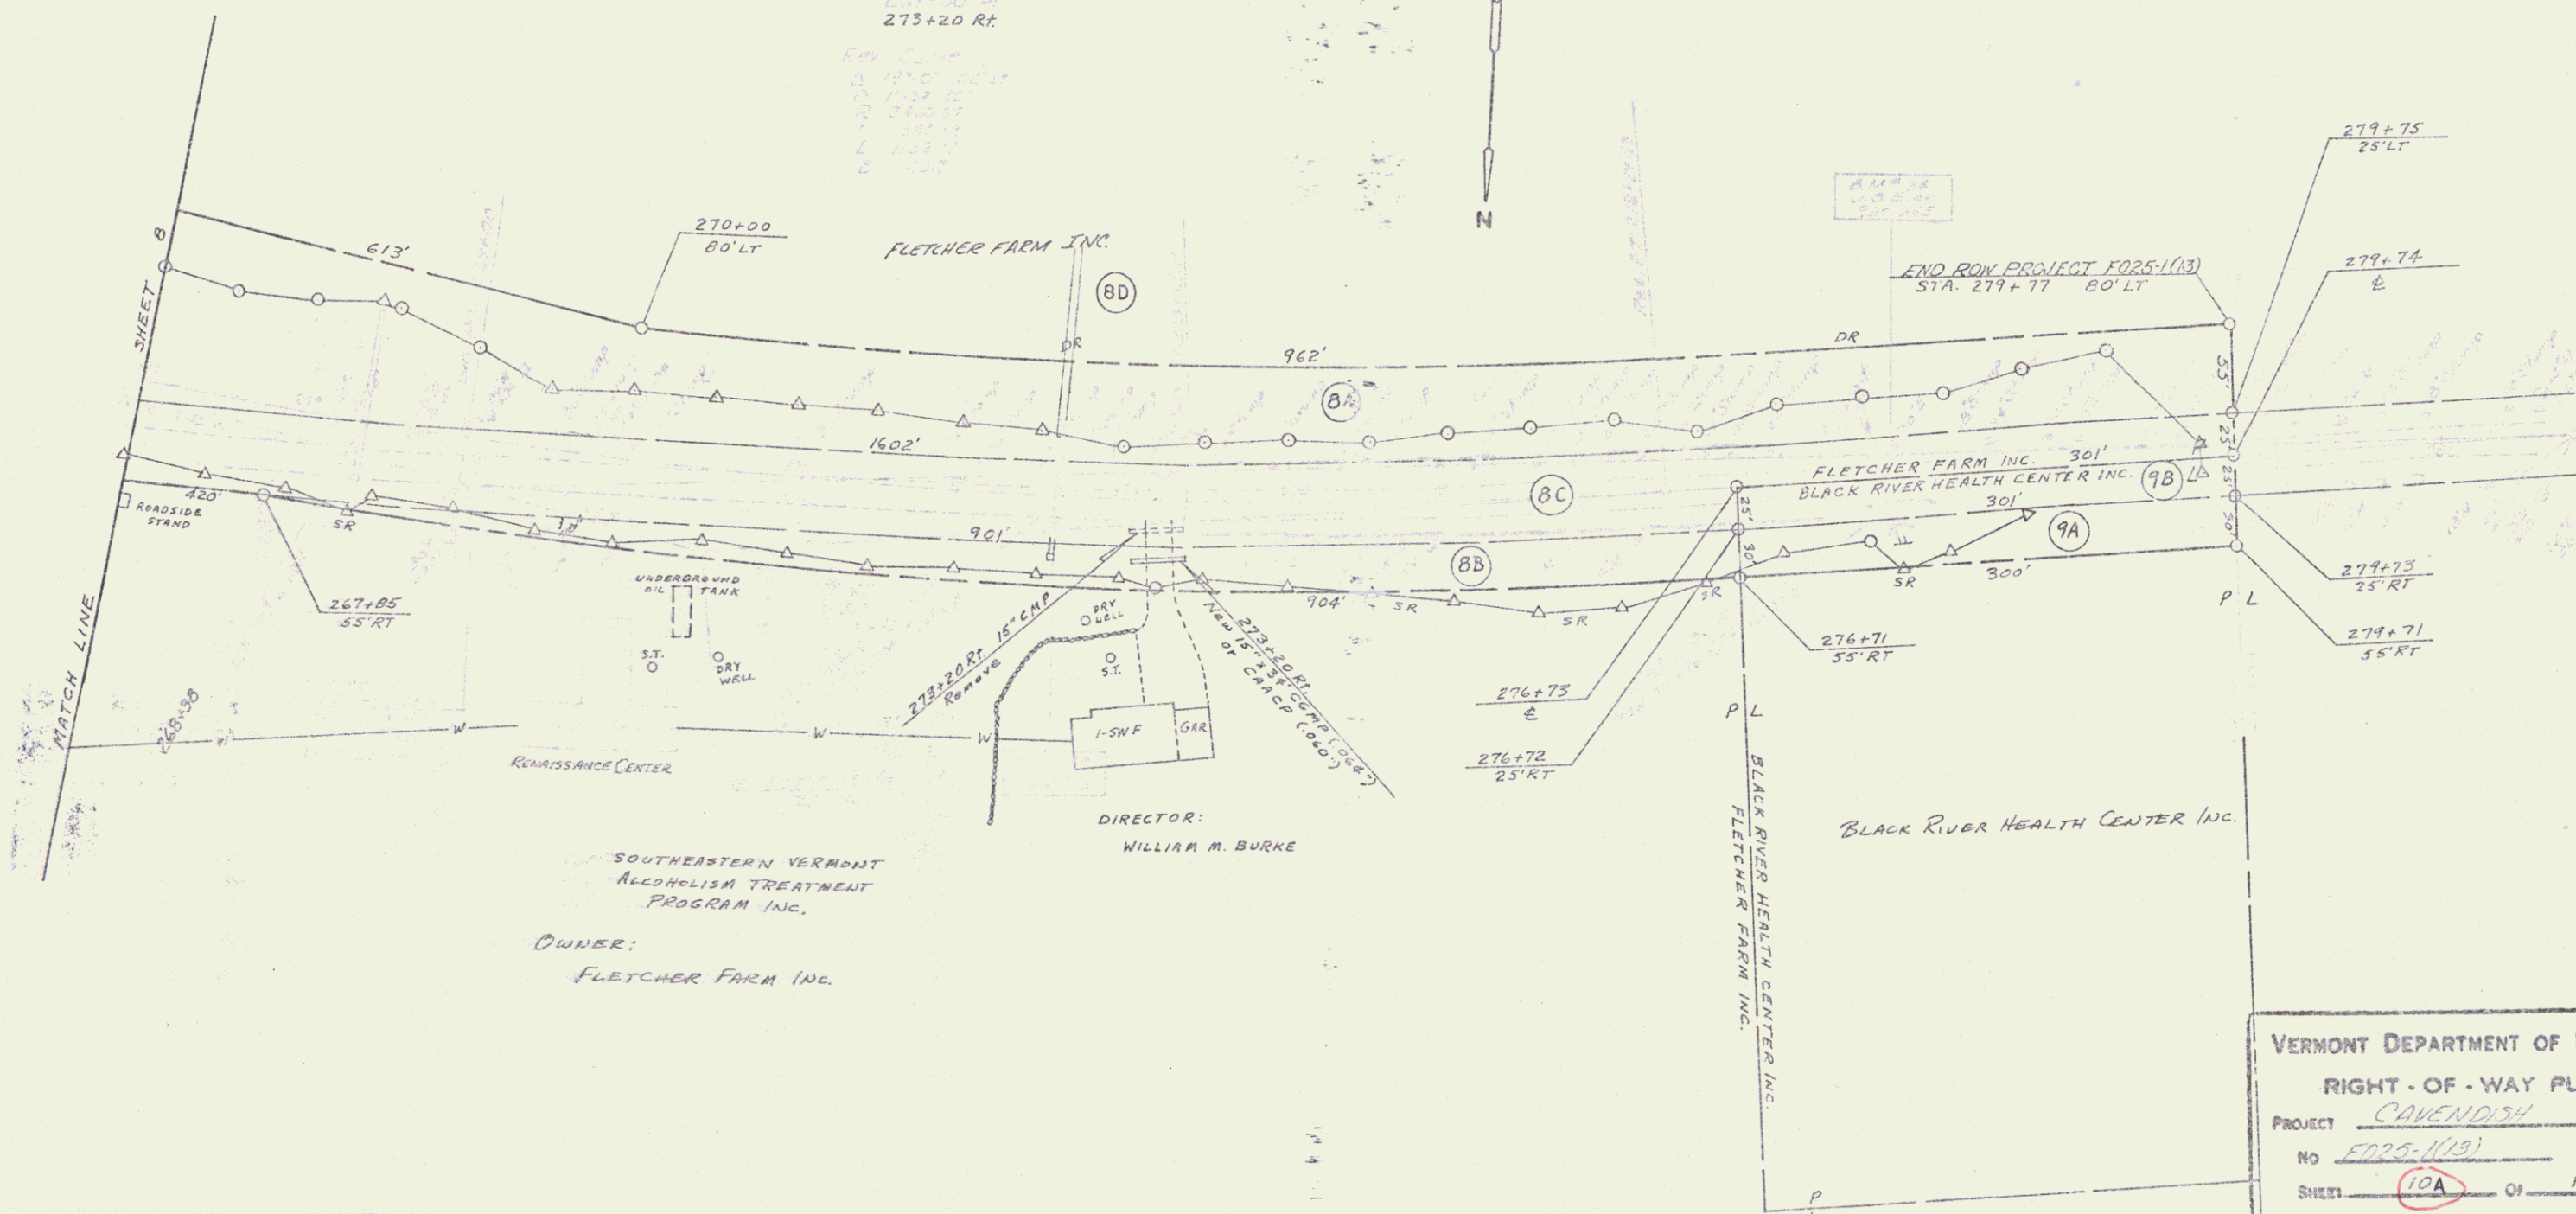 273+20 Rt.
Rev. Curve
N
279+75
25'LT
270+00
80'LT
FLETCHER FARM INC.
8D
613'
SHEET 8
END ROW PROJECT F025-1(13)
STA. 279+77 80'LT
279+74
℄
DR
962'
DR
55'
8A
1602'
25'
FLETCHER FARM INC. 301'
BLACK RIVER HEALTH CENTER INC.
9B
25'
420'
ROADSIDE
STAND
SR
8C
25'
301'
901'
9A
8B
30'
300'
SR
UNDERGROUND
OIL TANK
267+85
55'RT
DRY
WELL
904'
SR
SR
SR
279+73
25'RT
P L
279+71
55'RT
276+71
55'RT
MATCH LINE
S.T.
DRY
WELL
S.T.
273+20 Rt. 15" CMP
Remove
273+20 Rt.
New 15" x 34' CGMP (.064")
or CAACP (.060")
276+73
℄
276+72
25'RT
P L
268+38
W
W
W
1-SWF
GAR
RENAISSANCE CENTER
DIRECTOR:
WILLIAM M. BURKE
BLACK RIVER HEALTH CENTER INC.
FLETCHER FARM INC.
BLACK RIVER HEALTH CENTER INC.
SOUTHEASTERN VERMONT
ALCOHOLISM TREATMENT
PROGRAM INC.
OWNER:
FLETCHER FARM INC.
P
VERMONT DEPARTMENT OF
RIGHT-OF-WAY PL
PROJECT CAVENDISH
NO F025-1(13)
SHEET 10A OF